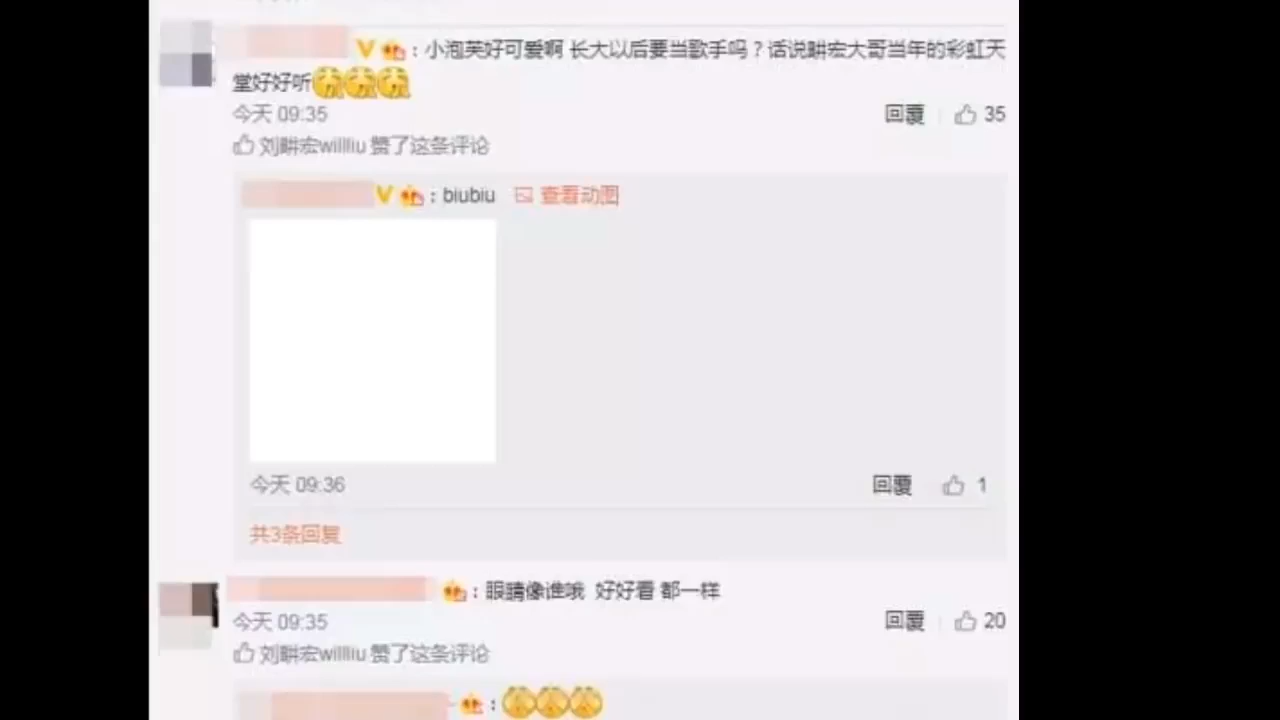 ：小泡芙好可爱啊 长大以后要当歌手吗？话说畊宏大哥当年的彩虹天
堂好好听
今天 09:35 回覆 35
刘畊宏willliu 赞了这条评论
：biubiu 查看动图
今天 09:36 回覆 1
共3条回复
：眼睛像谁哦 好好看 都一样
今天 09:35 回覆 20
刘畊宏willliu 赞了这条评论
：